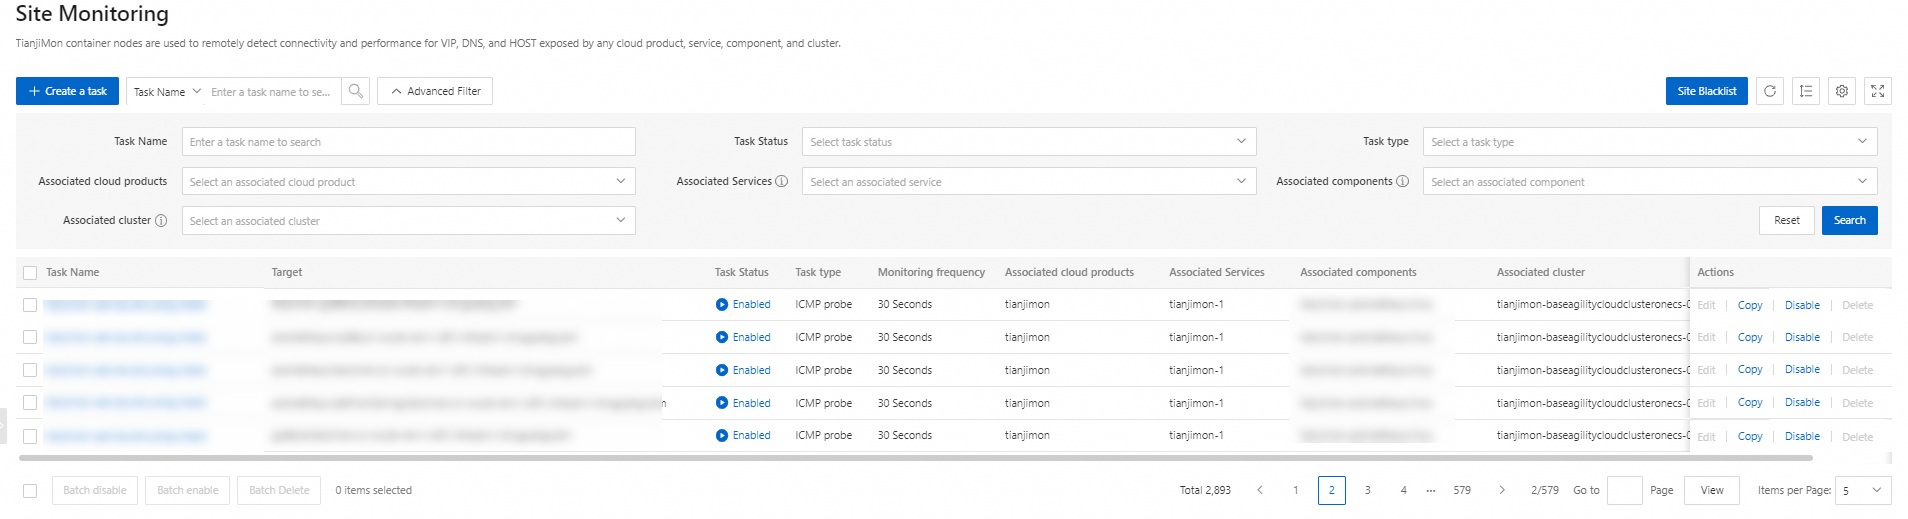 Site Monitoring
TianjiMon container nodes are used to remotely detect connectivity and performance for VIP, DNS, and HOST exposed by any cloud product, service, component, and cluster.
+ Create a task Task Name Enter a task name to se... Advanced Filter Site Blacklist
Task Name Enter a task name to search Task Status Select task status Task type Select a task type
Associated cloud products Select an associated cloud product Associated Services Select an associated service Associated components Select an associated component
Associated cluster Select an associated cluster Reset Search
Task Name Target Task Status Task type Monitoring frequency Associated cloud products Associated Services Associated components Associated cluster Actions
Enabled ICMP probe 30 Seconds tianjimon tianjimon-1 tianjimon-baseagilitycloudclusteronecs-0 Edit Copy Disable Delete
Enabled ICMP probe 30 Seconds tianjimon tianjimon-1 tianjimon-baseagilitycloudclusteronecs-0 Edit Copy Disable Delete
Enabled ICMP probe 30 Seconds tianjimon tianjimon-1 tianjimon-baseagilitycloudclusteronecs-0 Edit Copy Disable Delete
Enabled ICMP probe 30 Seconds tianjimon tianjimon-1 tianjimon-baseagilitycloudclusteronecs-0 Edit Copy Disable Delete
Enabled ICMP probe 30 Seconds tianjimon tianjimon-1 tianjimon-baseagilitycloudclusteronecs-0 Edit Copy Disable Delete
Batch disable Batch enable Batch Delete 0 items selected Total 2,893 < 1 2 3 4 ... 579 > 2/579 Go to Page View Items per Page: 5